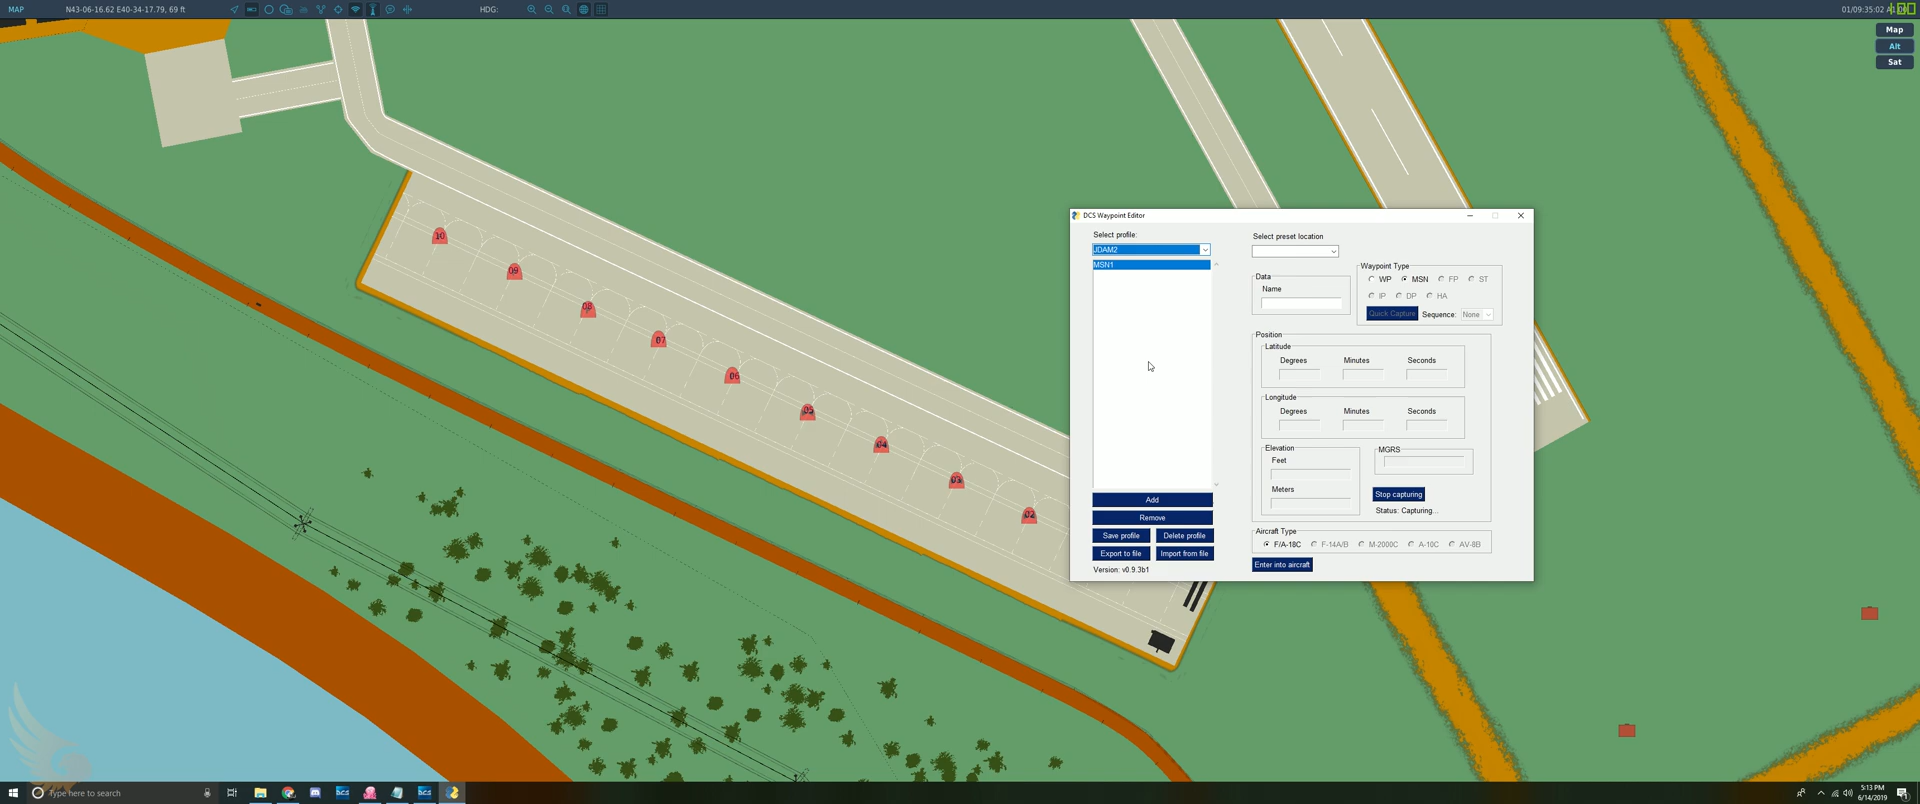 MAP
N43-06-16.62 E40-34-17.79, 69 ft
HDG:
Map
Alt
Sat
10
09
08
07
06
05
04
03
02
DCS Waypoint Editor
Select profile:
JDAM2
MSN1
Add
Remove
Save profile
Delete profile
Export to file
Import from file
Version: v0.9.3b1
Select preset location
Data
Name
Waypoint Type
WP MSN FP ST
IP DP HA
Quick Capture Sequence: None
Position
Latitude
Degrees Minutes Seconds
Longitude
Degrees Minutes Seconds
Elevation
Feet
Meters
MGRS
Stop capturing
Status: Capturing...
Aircraft Type
F/A-18C F-14A/B M-2000C A-10C AV-8B
Enter into aircraft
Type here to search
DCS
DCS
5:13 PM
6/14/2019